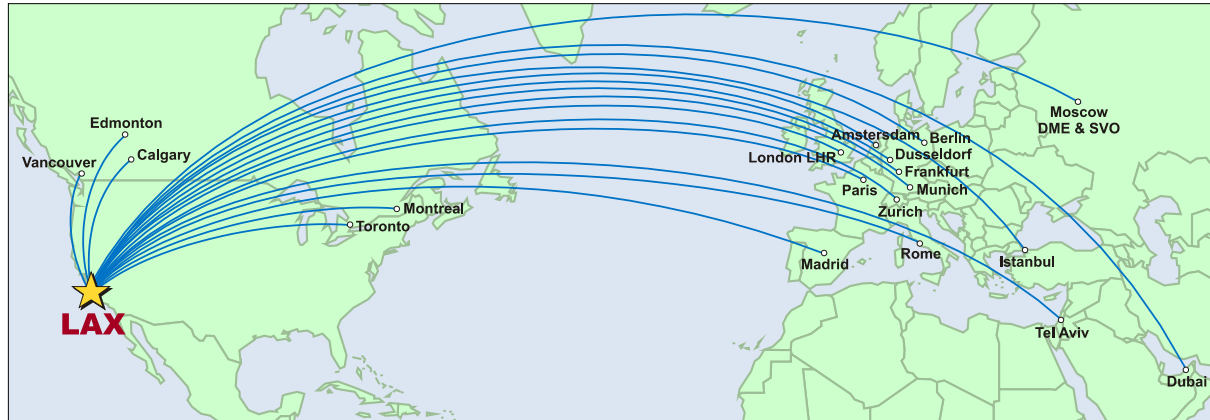 Edmonton
Calgary
Vancouver
Montreal
Toronto
LAX
Moscow
DME & SVO
Amsterdam
Berlin
London LHR
Dusseldorf
Frankfurt
Paris
Munich
Zurich
Madrid
Rome
Istanbul
Tel Aviv
Dubai